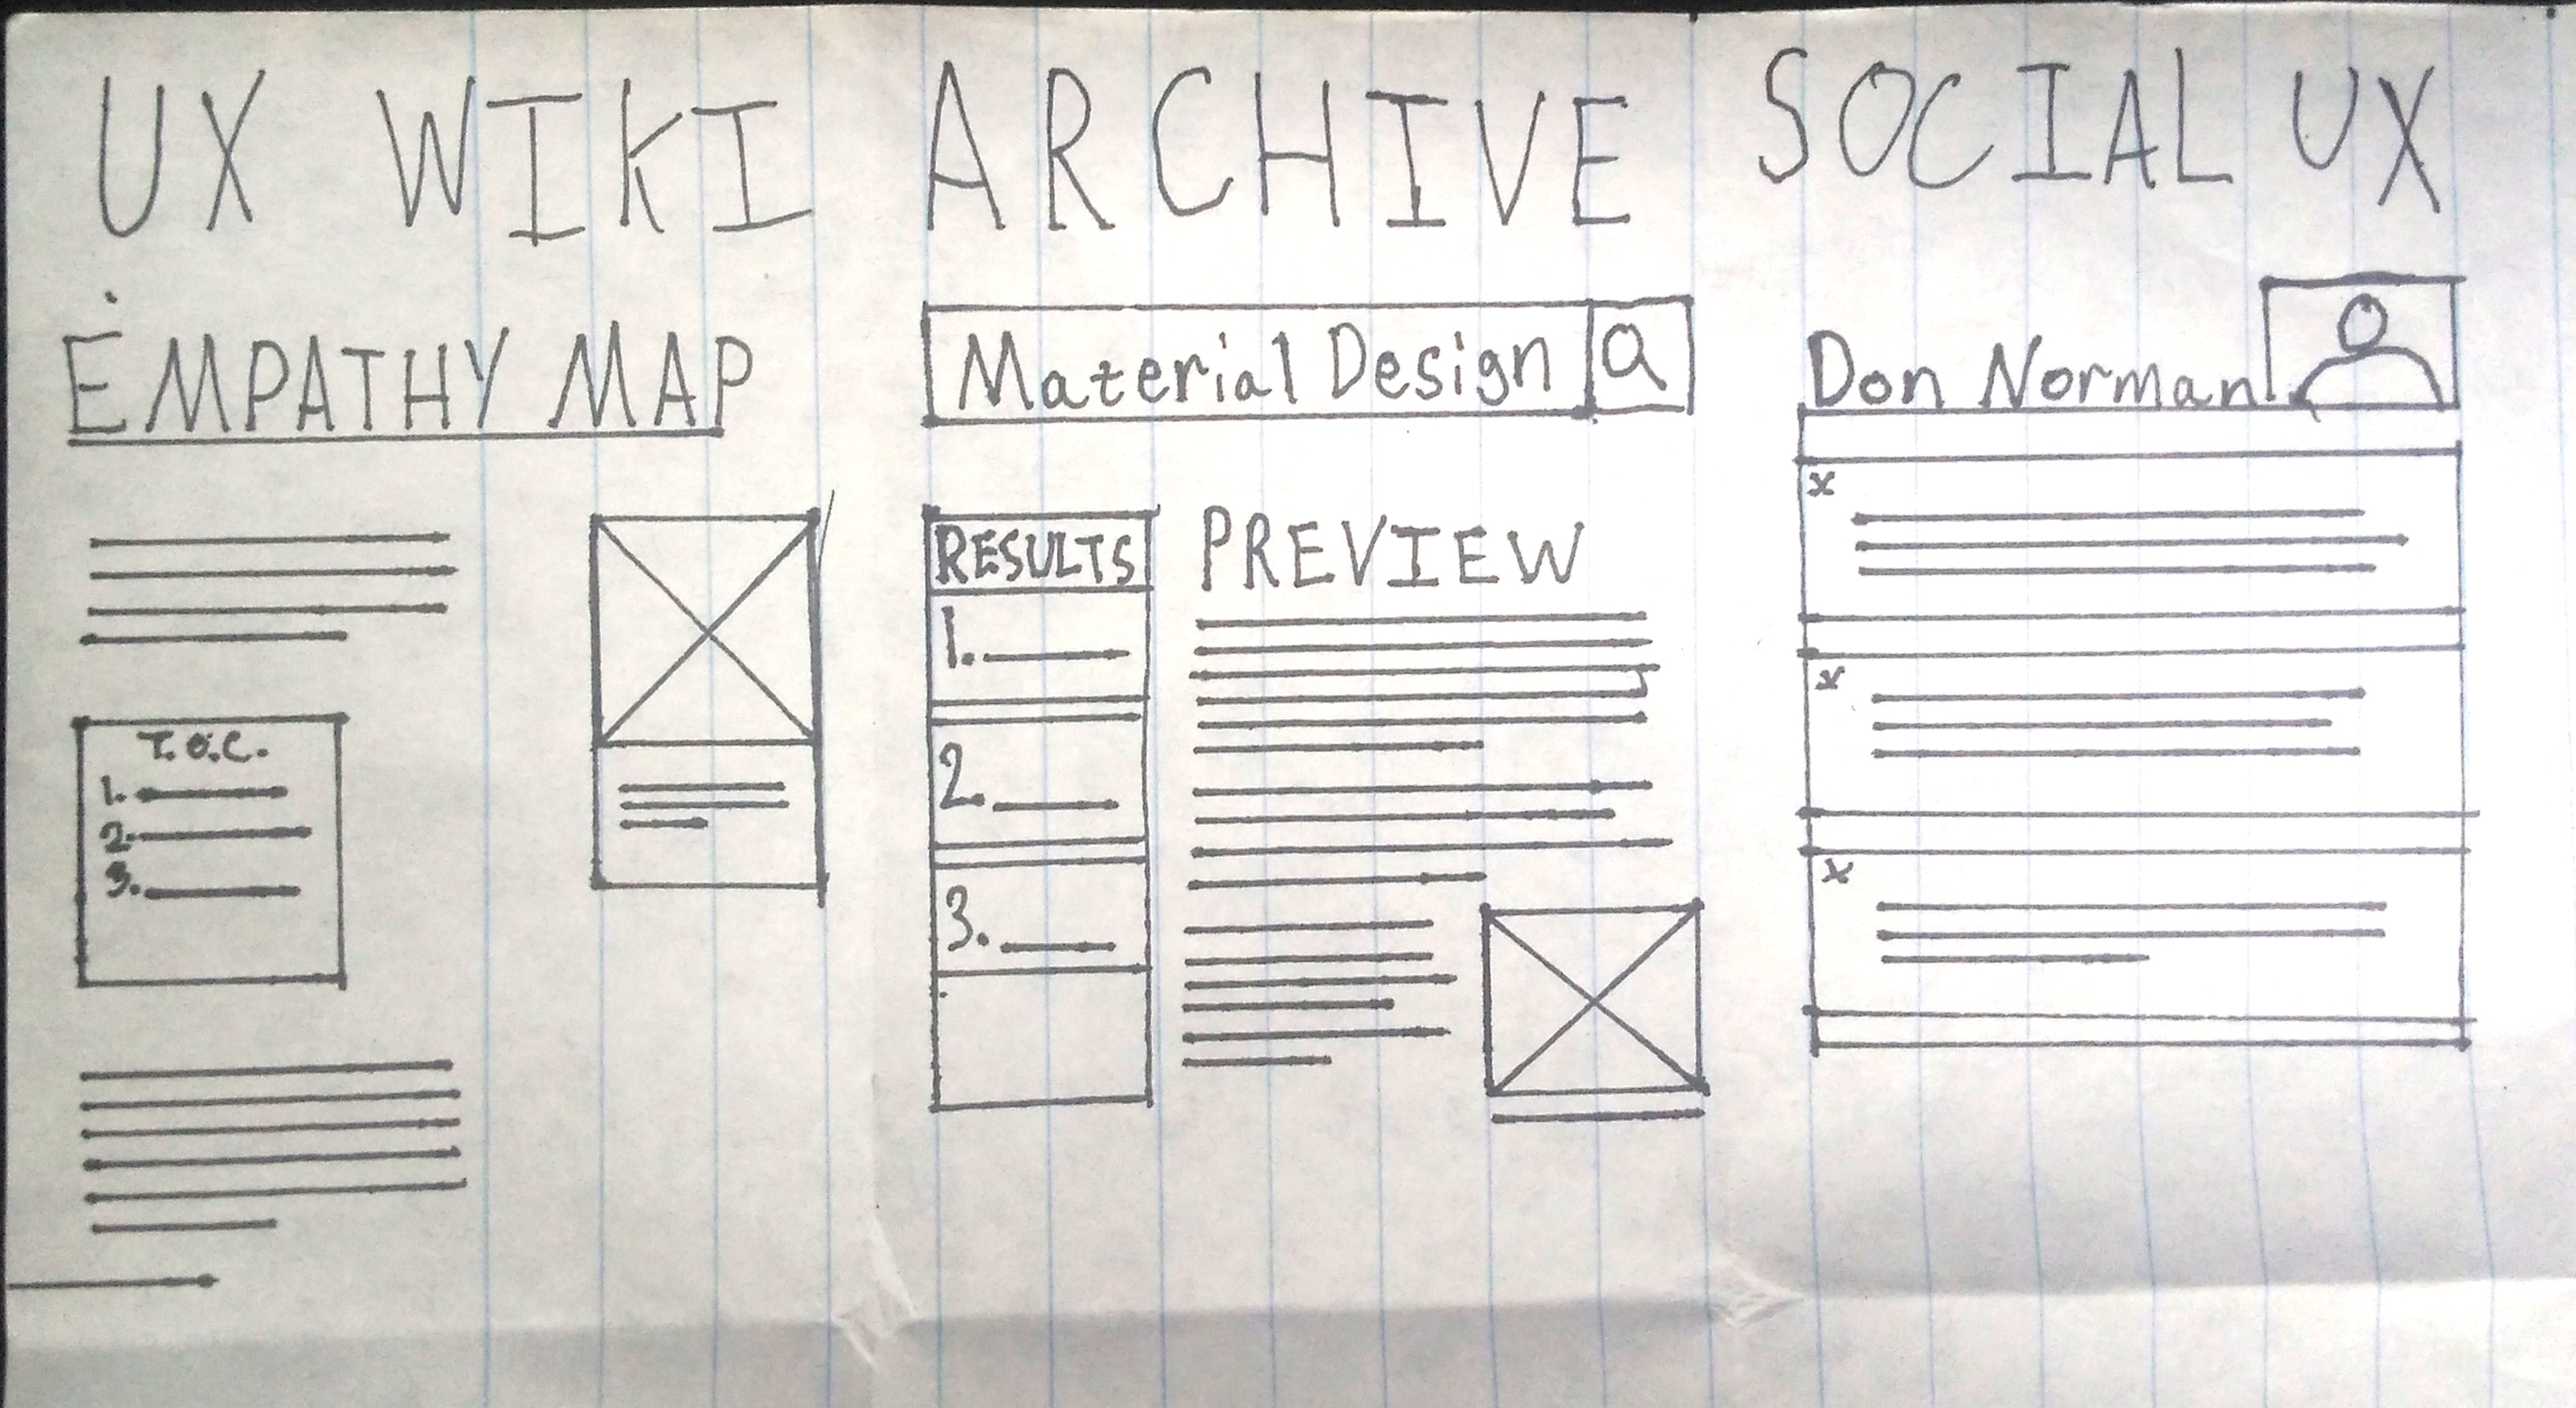 UX WIKI
EMPATHY MAP
T.O.C.
1.
2.
3.
ARCHIVE
Material Design
RESULTS
1.
2.
3.
PREVIEW
SOCIAL UX
Don Norman
x
x
x